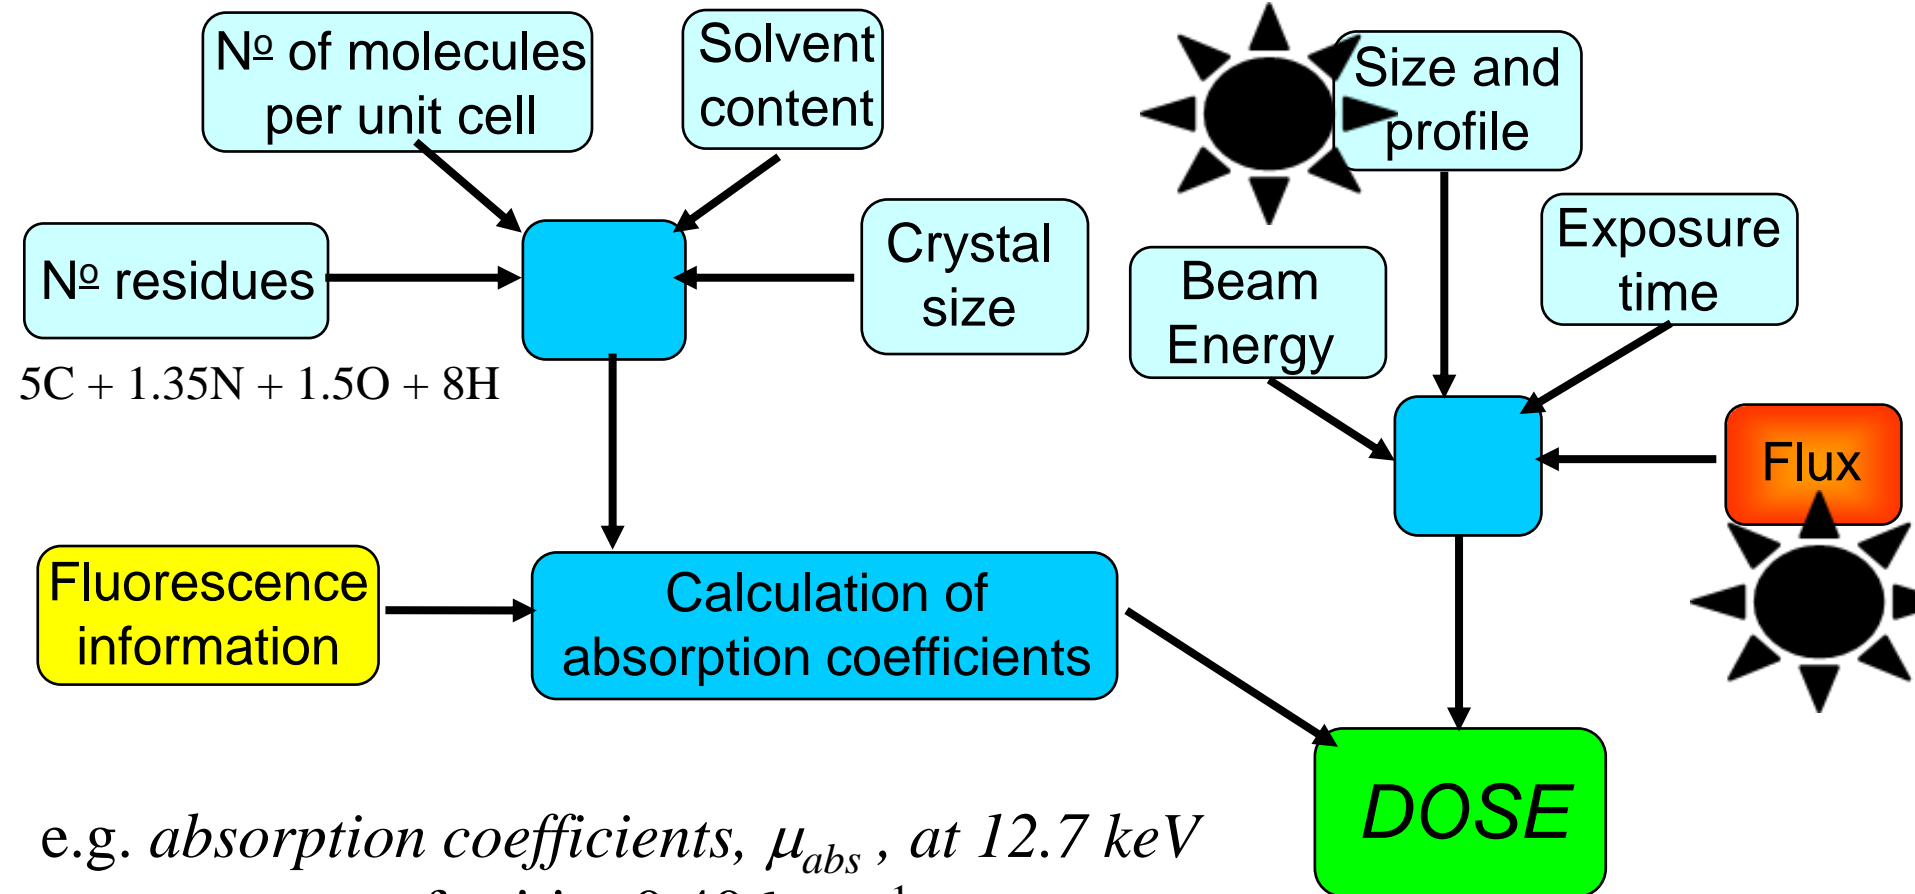 Nº of molecules
per unit cell
Solvent
content
Size and
profile
Nº residues
Crystal
size
Beam
Energy
Exposure
time
5C + 1.35N + 1.5O + 8H
Flux
Fluorescence
information
Calculation of
absorption coefficients
DOSE
e.g. absorption coefficients, μabs , at 12.7 keV